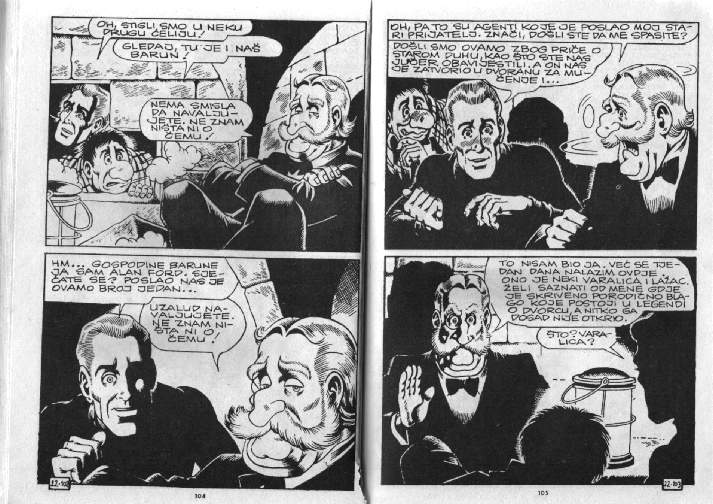 OH, STIGLI SMO U NEKU
DRUGU ĆELIJU!
GLEDAJ, TU JE I NAŠ
BARUN!
NEMA SMISLA
DA NAVALJU-
JETE. NE ZNAM
NIŠTA NI O
ČEMU!
HM... GOSPODINE BARUNE
JA SAM ALAN FORD. SJE-
ĆATE SE? POSLAO NAS JE
OVAMO BROJ JEDAN...
UZALUD NA-
VALJUJETE.
NE ZNAM NI-
ŠTA NI O
ČEMU!
104
OH, PA TO SU AGENTI KOJE JE POSLAO MOJ STA-
RI PRIJATELJ. ZNAČI, DOŠLI STE DA ME SPASITE?
DOŠLI SMO OVAMO ZBOG PRIČE O
STAROM DUHU, KAO ŠTO STE NAS
JUČER OBAVIJESTILI, A ON NAS
JE ZATVORIO U DVORANU ZA MU-
ČENJE I...
TO NISAM BIO JA. VEĆ SE TJE-
DAN DANA NALAZIM OVDJE.
ONO JE NEKI VARALICA I LAŽAC.
ŽELI SAZNATI OD MENE GDJE
JE SKRIVENO PORODIČNO BLA-
GO KOJE POSTOJI U LEGENDI
O DVORCU, A NITKO GA
DOSAD NIJE OTKRIO.
ŠTO? VARA-
LICA?
105
22-103